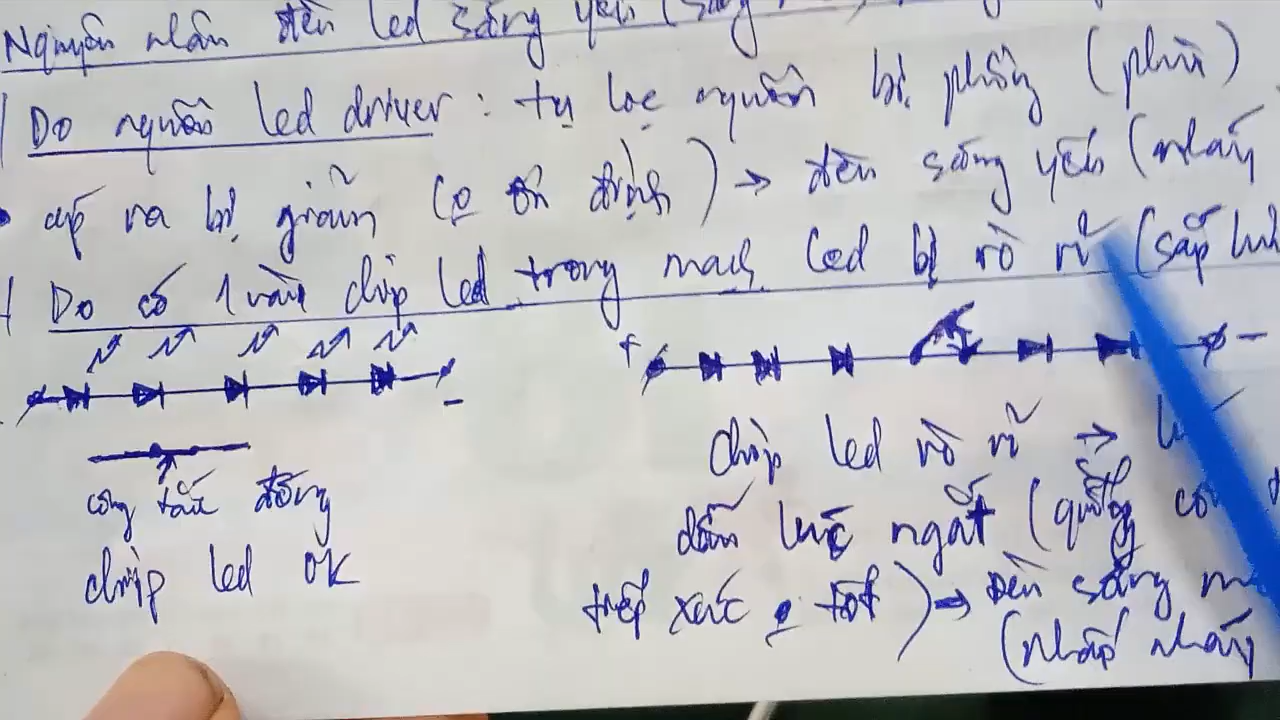 Nguyên nhân đèn led sáng yếu (sáng
Do nguồn led driver: tụ lọc nguồn bị phồng (phù)
áp ra bị giảm (o ổn định) → đèn sáng yếu (nháy
Do có 1 vài chip led trong mạch led bị rò rỉ (sắp
+ -
-
chip led rò rỉ →
công tắc đóng
dẫn lúc ngắt (giống
chip led OK
tiếp xúc o tốt) → đèn sáng
(nhấp nháy